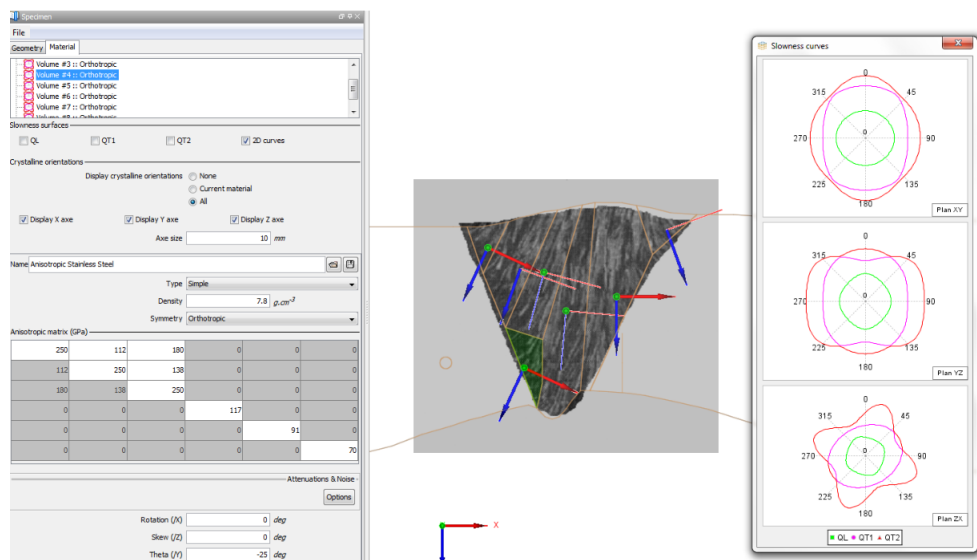 Specimen
File
Geometry Material
Volume #3 :: Orthotropic
Volume #4 :: Orthotropic
Volume #5 :: Orthotropic
Volume #6 :: Orthotropic
Volume #7 :: Orthotropic
Volume #8 :: Orthotropic
Slowness surfaces
QL QT1 QT2 2D curves
Crystalline orientations
Display crystalline orientations None
Current material
All
Display X axe Display Y axe Display Z axe
Axe size 10 mm
Name Anisotropic Stainless Steel
Type Simple
Density 7.8 g.cm-3
Symmetry Orthotropic
Anisotropic matrix (GPa)
250 112 180 0 0 0
112 250 138 0 0 0
180 138 250 0 0 0
0 0 0 117 0 0
0 0 0 0 91 0
0 0 0 0 0 70
Attenuations & Noise
Options
Rotation (/X) 0 deg
Skew (/Z) 0 deg
Theta (/Y) -25 deg
X
Slowness curves
0
315 45
270 0 90
225 135
180
Plan XY
0
315 45
270 0 90
225 135
180
Plan YZ
0
315 45
270 0 90
225 135
180
Plan ZX
QL QT1 QT2